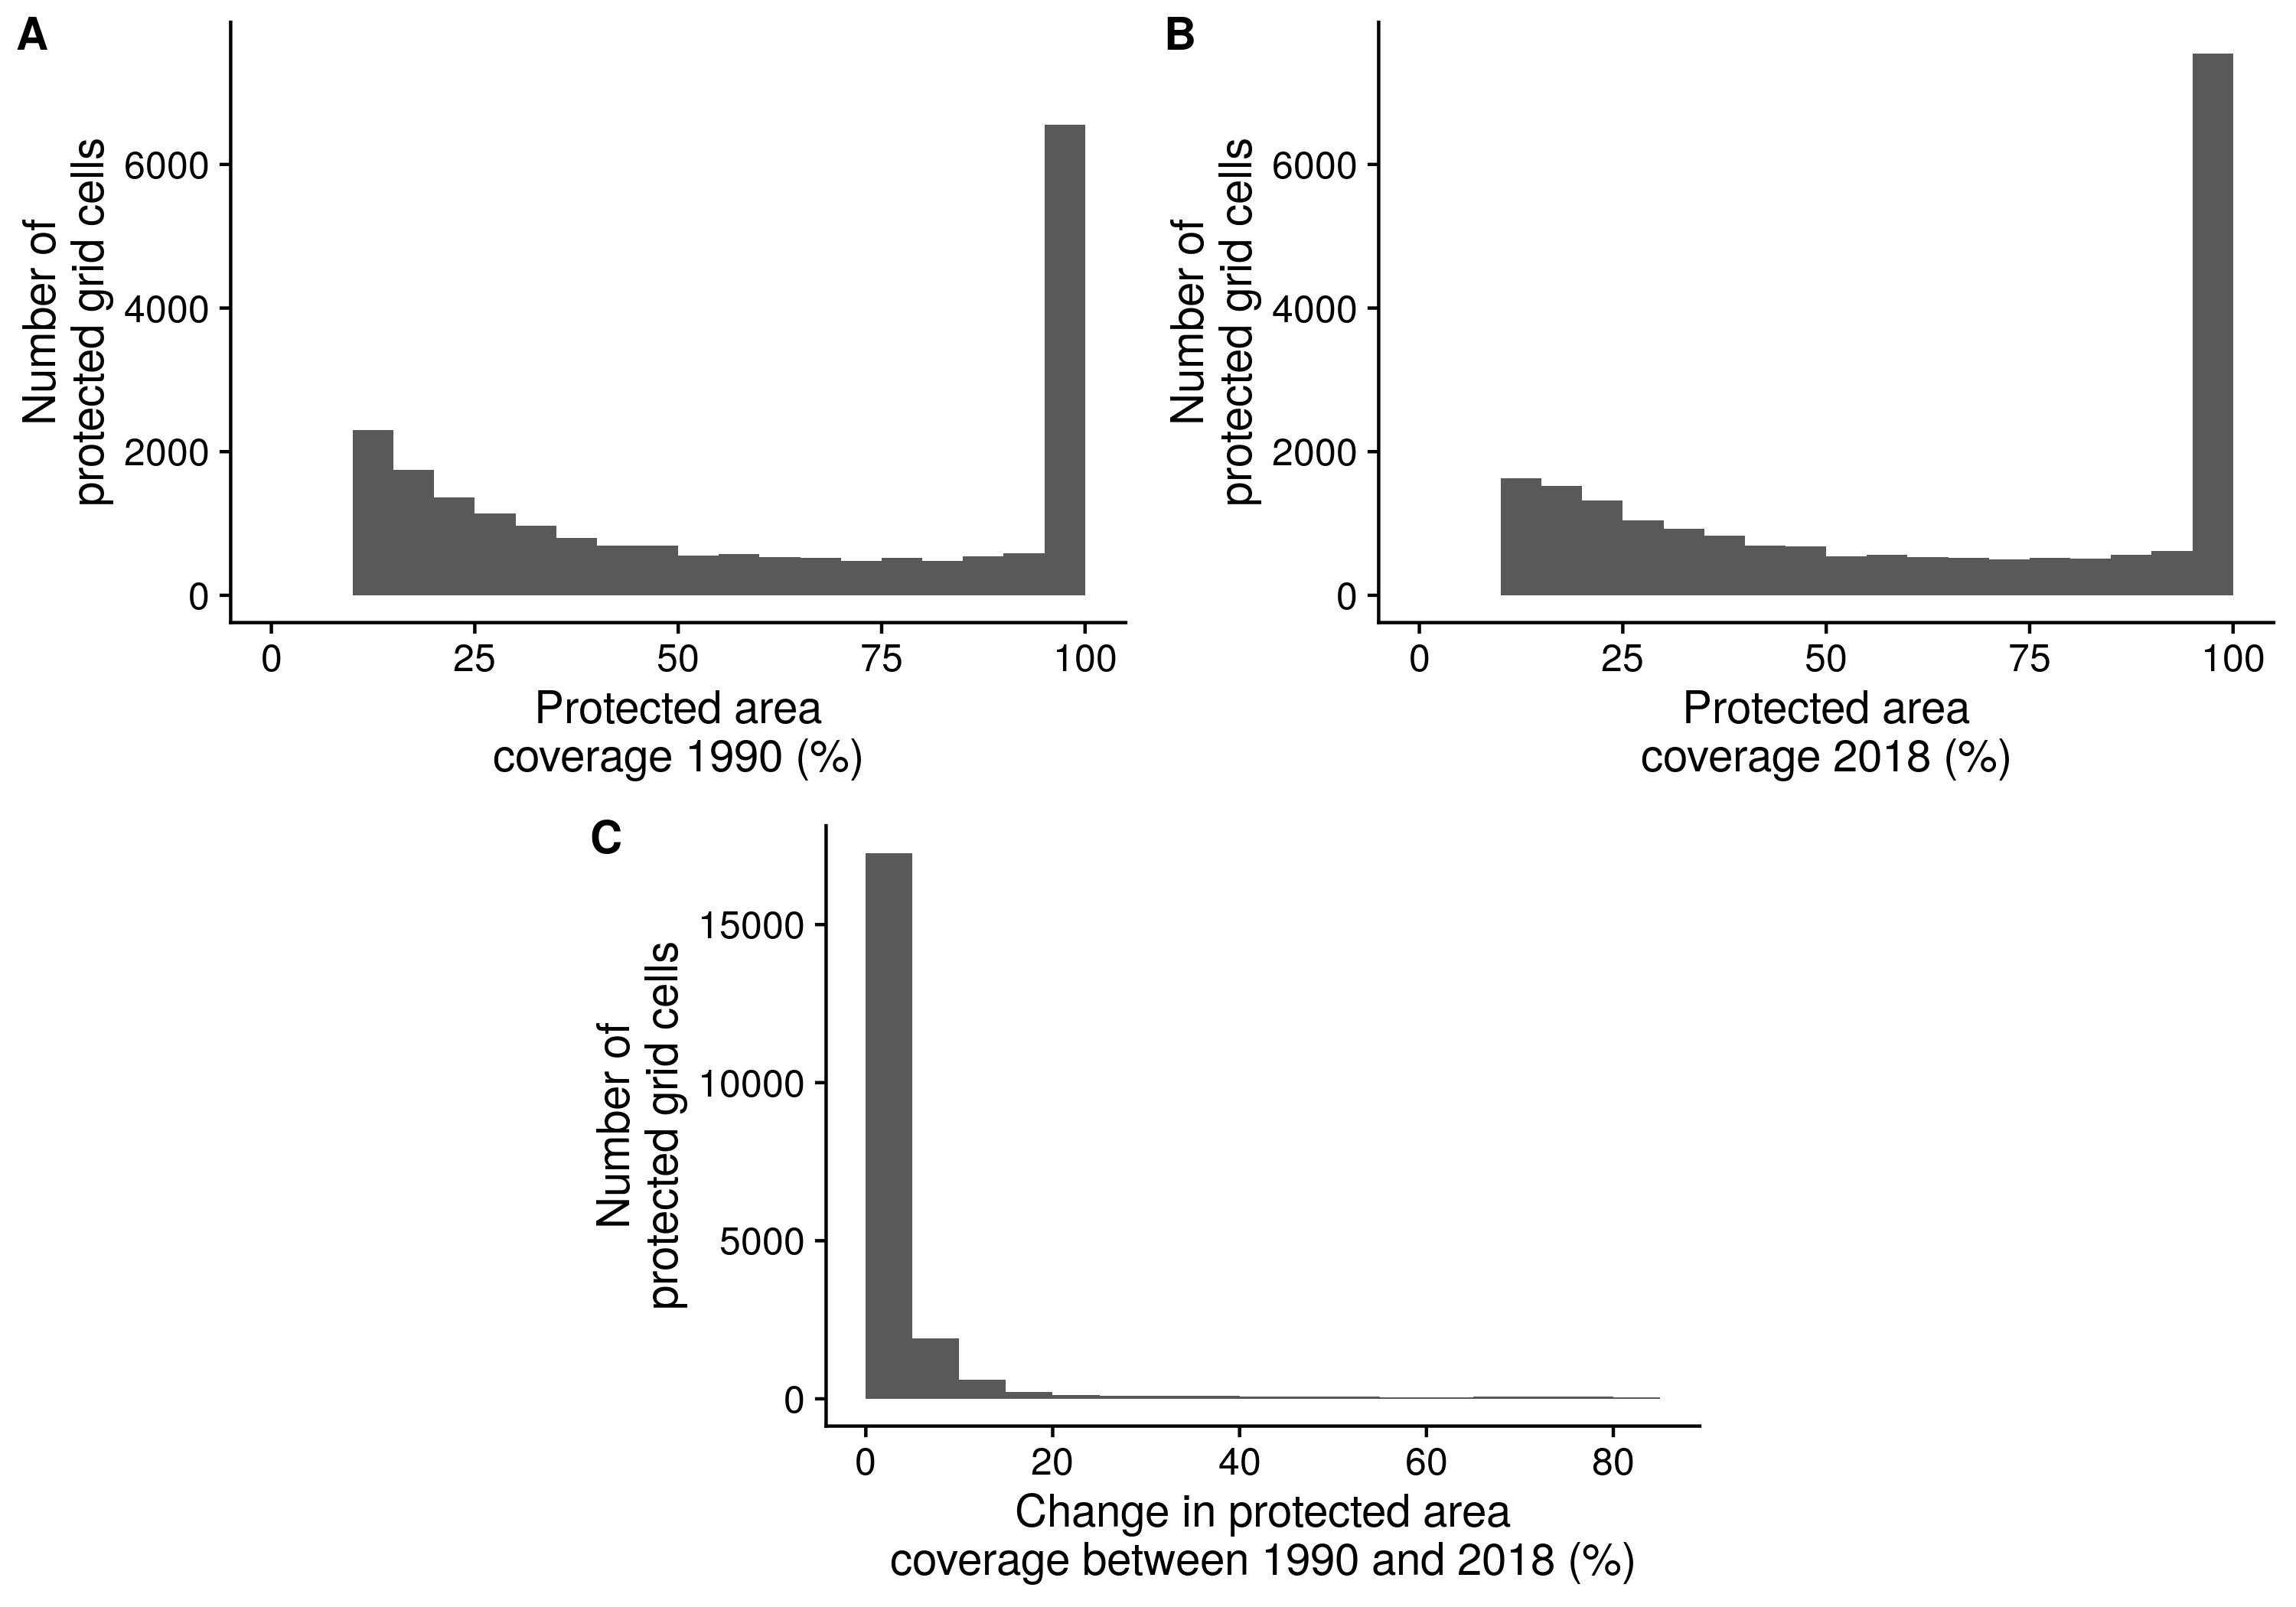 A
Number of
protected grid cells
6000
4000
2000
0
0 25 50 75 100
Protected area
coverage 1990 (%)
B
Number of
protected grid cells
6000
4000
2000
0
0 25 50 75 100
Protected area
coverage 2018 (%)
C
Number of
protected grid cells
15000
10000
5000
0
0 20 40 60 80
Change in protected area
coverage between 1990 and 2018 (%)